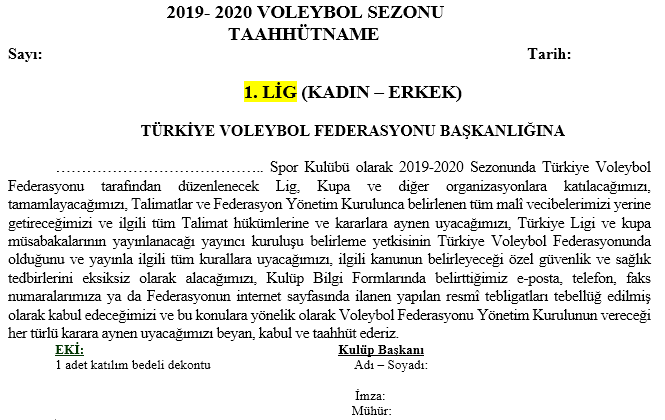 2019- 2020 VOLEYBOL SEZONU
TAAHHÜTNAME
Sayı: Tarih:
1. LİG (KADIN – ERKEK)
TÜRKİYE VOLEYBOL FEDERASYONU BAŞKANLIĞINA
………………………………….. Spor Kulübü olarak 2019-2020 Sezonunda Türkiye Voleybol
Federasyonu tarafından düzenlenecek Lig, Kupa ve diğer organizasyonlara katılacağımızı,
tamamlayacağımızı, Talimatlar ve Federasyon Yönetim Kurulunca belirlenen tüm malî vecibelerimizi yerine
getireceğimizi ve ilgili tüm Talimat hükümlerine ve kararlara aynen uyacağımızı, Türkiye Ligi ve kupa
müsabakalarının yayınlanacağı yayıncı kuruluşu belirleme yetkisinin Türkiye Voleybol Federasyonunda
olduğunu ve yayınla ilgili tüm kurallara uyacağımızı, ilgili kanunun belirleyeceği özel güvenlik ve sağlık
tedbirlerini eksiksiz olarak alacağımızı, Kulüp Bilgi Formlarında belirttiğimiz e-posta, telefon, faks
numaralarımıza ya da Federasyonun internet sayfasında ilanen yapılan resmî tebligatları tebellüğ edilmiş
olarak kabul edeceğimizi ve bu konulara yönelik olarak Voleybol Federasyonu Yönetim Kurulunun vereceği
her türlü karara aynen uyacağımızı beyan, kabul ve taahhüt ederiz.
EKİ: Kulüp Başkanı
1 adet katılım bedeli dekontu Adı – Soyadı:
İmza:
Mühür: